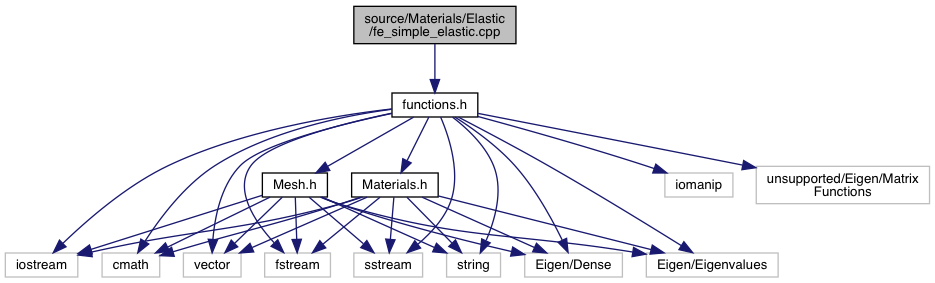 source/Materials/Elastic
/fe_simple_elastic.cpp
functions.h
Mesh.h
Materials.h
iomanip
unsupported/Eigen/Matrix
Functions
iostream
cmath
vector
fstream
sstream
string
Eigen/Dense
Eigen/Eigenvalues